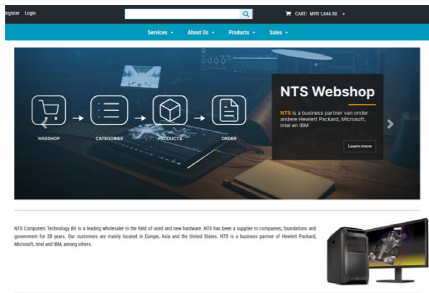 Register Login
CART: MYR 1,644.50
Services About Us Products Sales
NTS Webshop
NTS is a business partner van onder
andere Hewlett Packard, Microsoft,
Intel en IBM
WEBSHOP CATEGORIES PRODUCTS ORDER
Learn more
NTS Computent Technology BV is a leading wholesaler in the field of used and new hardware. NTS has been a supplier to companies, foundations and
government for 28 years. Our customers are mainly located in Europe, Asia and the United States. NTS is a business partner of Hewlett Packard,
Microsoft, Intel and IBM, among others.